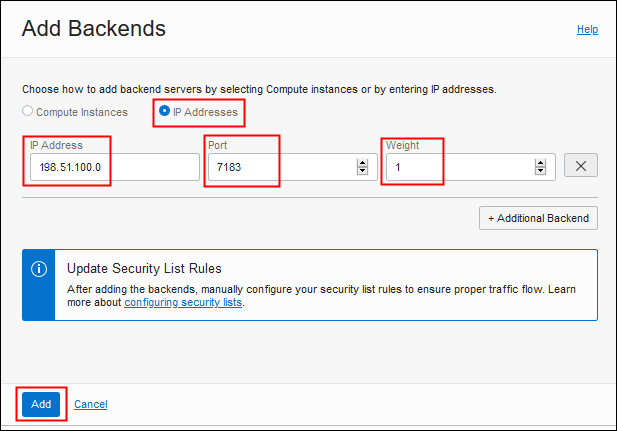 Add Backends
Help
Choose how to add backend servers by selecting Compute instances or by entering IP addresses.
Compute Instances
IP Addresses
IP Address
Port
Weight
198.51.100.0
7183
1
+ Additional Backend
Update Security List Rules
After adding the backends, manually configure your security list rules to ensure proper traffic flow. Learn
more about configuring security lists.
Add
Cancel